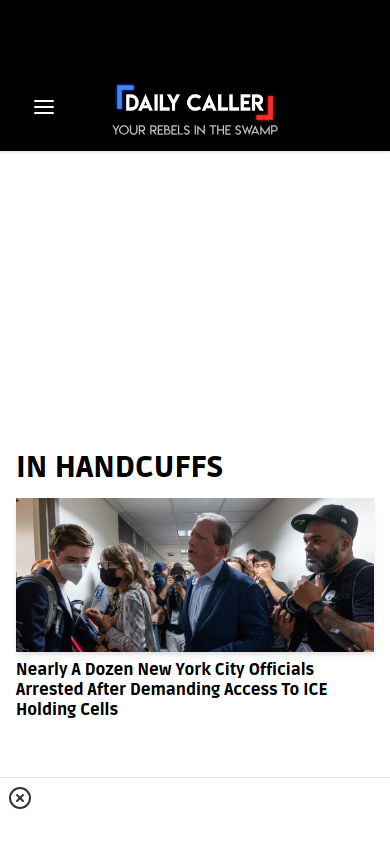 DAILY CALLER
YOUR REBELS IN THE SWAMP
IN HANDCUFFS
Nearly A Dozen New York City Officials
Arrested After Demanding Access To ICE
Holding Cells